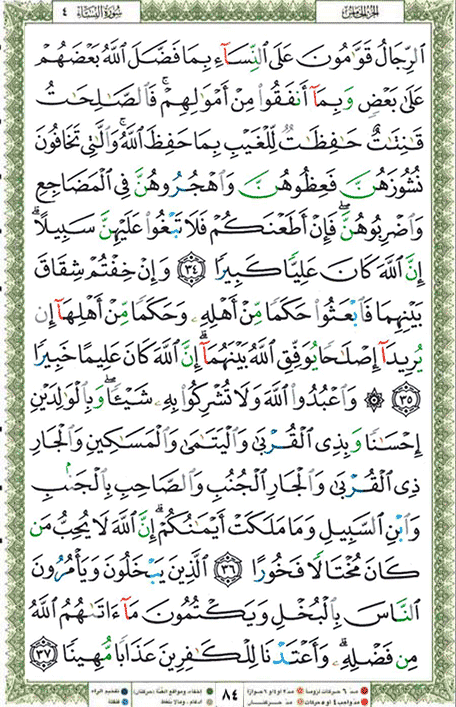 الجزء الخامس
سورة النساء
٤
ٱلرِّجَالُ قَوَّٰمُونَ عَلَى ٱلنِّسَآءِ بِمَا فَضَّلَ ٱللَّهُ بَعْضَهُمْ
عَلَىٰ بَعْضٍ وَبِمَآ أَنفَقُوا۟ مِنْ أَمْوَٰلِهِمْ ۚ فَٱلصَّٰلِحَٰتُ
قَٰنِتَٰتٌ حَٰفِظَٰتٌ لِّلْغَيْبِ بِمَا حَفِظَ ٱللَّهُ ۚ وَٱلَّٰتِى تَخَافُونَ
نُشُوزَهُنَّ فَعِظُوهُنَّ وَٱهْجُرُوهُنَّ فِى ٱلْمَضَاجِعِ
وَٱضْرِبُوهُنَّ ۖ فَإِنْ أَطَعْنَكُمْ فَلَا تَبْغُوا۟ عَلَيْهِنَّ سَبِيلًا ۗ
إِنَّ ٱللَّهَ كَانَ عَلِيًّا كَبِيرًا ٣٤ وَإِنْ خِفْتُمْ شِقَاقَ
بَيْنِهِمَا فَٱبْعَثُوا۟ حَكَمًا مِّنْ أَهْلِهِۦ وَحَكَمًا مِّنْ أَهْلِهَآ إِن
يُرِيدَآ إِصْلَٰحًا يُوَفِّقِ ٱللَّهُ بَيْنَهُمَآ ۗ إِنَّ ٱللَّهَ كَانَ عَلِيمًا خَبِيرًا
٣٥ ۞ وَٱعْبُدُوا۟ ٱللَّهَ وَلَا تُشْرِكُوا۟ بِهِۦ شَيْـًٔا ۖ وَبِٱلْوَٰلِدَيْنِ
إِحْسَٰنًا وَبِذِى ٱلْقُرْبَىٰ وَٱلْيَتَٰمَىٰ وَٱلْمَسَٰكِينِ وَٱلْجَارِ
ذِى ٱلْقُرْبَىٰ وَٱلْجَارِ ٱلْجُنُبِ وَٱلصَّاحِبِ بِٱلْجَنۢبِ
وَٱبْنِ ٱلسَّبِيلِ وَمَا مَلَكَتْ أَيْمَٰنُكُمْ ۗ إِنَّ ٱللَّهَ لَا يُحِبُّ مَن
كَانَ مُخْتَالًا فَخُورًا ٣٦ ٱلَّذِينَ يَبْخَلُونَ وَيَأْمُرُونَ
ٱلنَّاسَ بِٱلْبُخْلِ وَيَكْتُمُونَ مَآ ءَاتَىٰهُمُ ٱللَّهُ
مِن فَضْلِهِۦ ۗ وَأَعْتَدْنَا لِلْكَٰفِرِينَ عَذَابًا مُّهِينًا ٣٧
٨٤